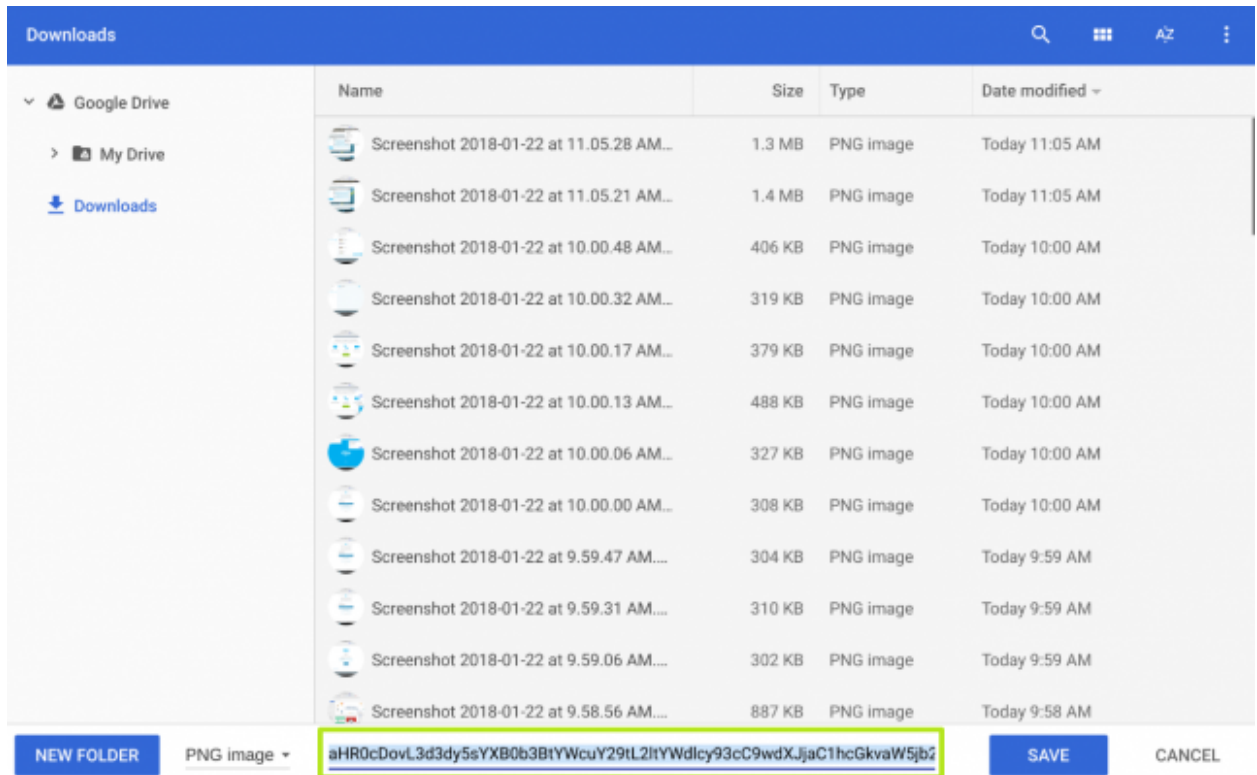 Downloads
AZ
Google Drive
My Drive
Downloads
Name Size Type Date modified
Screenshot 2018-01-22 at 11.05.28 AM... 1.3 MB PNG image Today 11:05 AM
Screenshot 2018-01-22 at 11.05.21 AM... 1.4 MB PNG image Today 11:05 AM
Screenshot 2018-01-22 at 10.00.48 AM... 406 KB PNG image Today 10:00 AM
Screenshot 2018-01-22 at 10.00.32 AM... 319 KB PNG image Today 10:00 AM
Screenshot 2018-01-22 at 10.00.17 AM... 379 KB PNG image Today 10:00 AM
Screenshot 2018-01-22 at 10.00.13 AM... 488 KB PNG image Today 10:00 AM
Screenshot 2018-01-22 at 10.00.06 AM... 327 KB PNG image Today 10:00 AM
Screenshot 2018-01-22 at 10.00.00 AM... 308 KB PNG image Today 10:00 AM
Screenshot 2018-01-22 at 9.59.47 AM.... 304 KB PNG image Today 9:59 AM
Screenshot 2018-01-22 at 9.59.31 AM.... 310 KB PNG image Today 9:59 AM
Screenshot 2018-01-22 at 9.59.06 AM.... 302 KB PNG image Today 9:59 AM
Screenshot 2018-01-22 at 9.58.56 AM.... 887 KB PNG image Today 9:58 AM
NEW FOLDER PNG image SAVE CANCEL